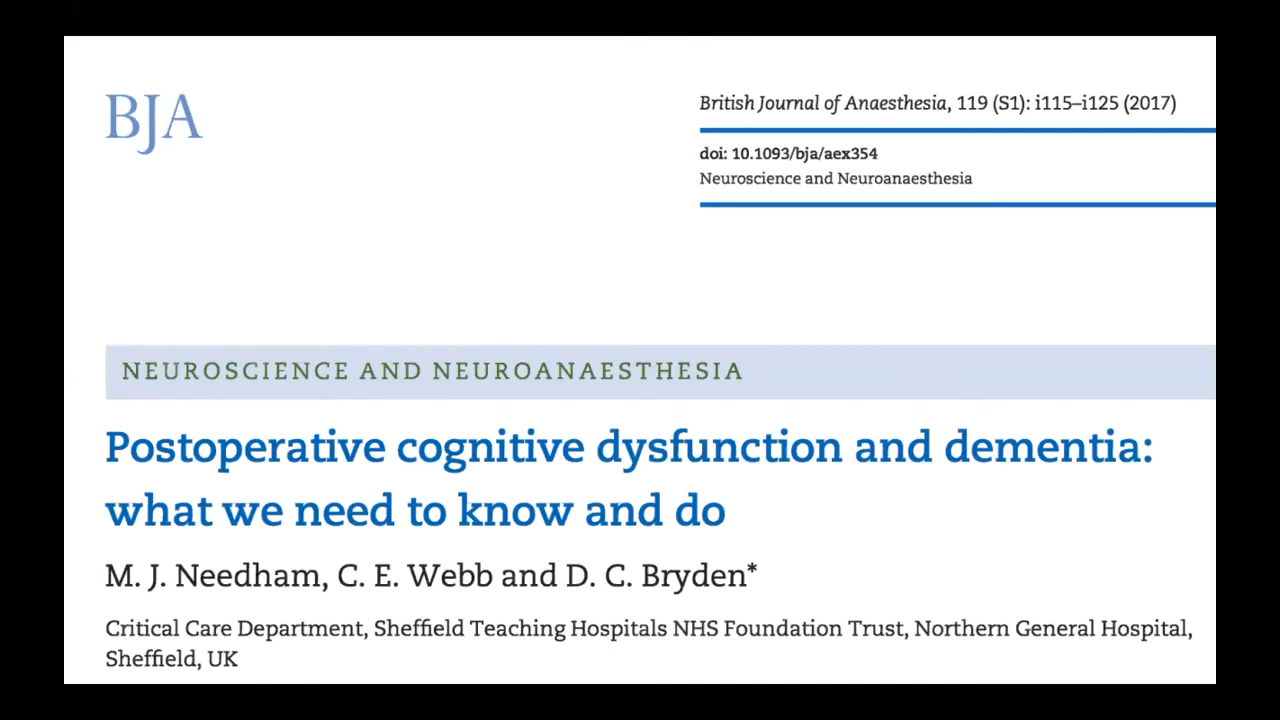 BJA
British Journal of Anaesthesia, 119 (S1): i115–i125 (2017)
doi: 10.1093/bja/aex354
Neuroscience and Neuroanaesthesia
NEUROSCIENCE AND NEUROANAESTHESIA
Postoperative cognitive dysfunction and dementia:
what we need to know and do
M. J. Needham, C. E. Webb and D. C. Bryden*
Critical Care Department, Sheffield Teaching Hospitals NHS Foundation Trust, Northern General Hospital,
Sheffield, UK